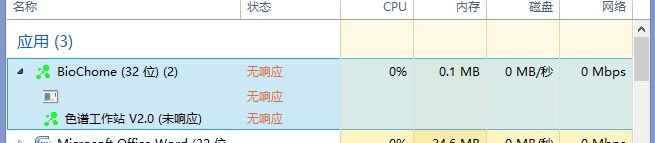 名称 状态 CPU 内存 磁盘 网络
应用 (3)
BioChome (32 位) (2) 无响应 0% 0.1 MB 0 MB/秒 0 Mbps
无响应
色谱工作站 V2.0 (未响应) 无响应
Microsoft Office Word (32 位 0% 24.6 MB 0 MB/秒 0 Mbps